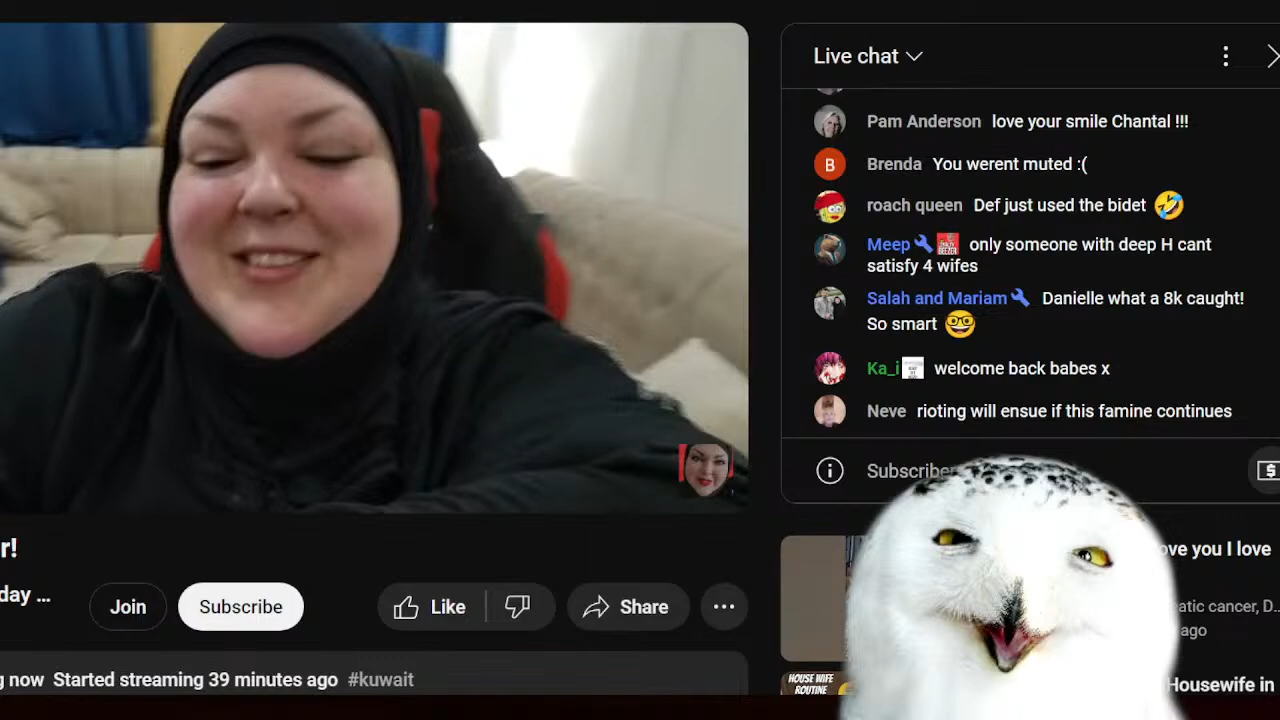 Live chat
Pam Anderson love your smile Chantal !!!
B Brenda You werent muted :(
roach queen Def just used the bidet 🤣
Meep only someone with deep H cant
satisfy 4 wifes
Salah and Mariam Danielle what a 8k caught!
So smart 🤓
Ka_i welcome back babes x
Neve rioting will ensue if this famine continues
Subscribe
r!
day ...
Join
Subscribe
Like
Share
g now Started streaming 39 minutes ago #kuwait
ove you I love
atic cancer, D...
ago
HOUSE WIFE
ROUTINE
Housewife in